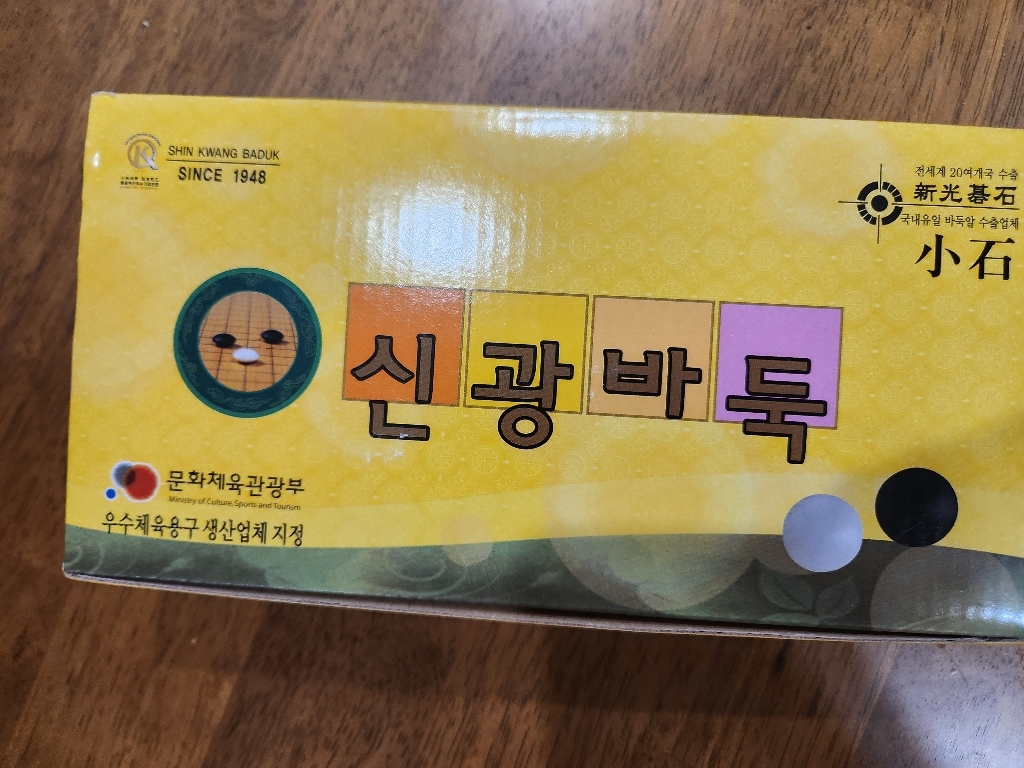 SHIN KWANG BADUK
SINCE 1948
전세계 20여개국 수출
新光碁石
국내유일 바둑알 수출업체
小石
신광바둑
문화체육관광부
Ministry of Culture, Sports and Tourism
우수체육용구 생산업체 지정